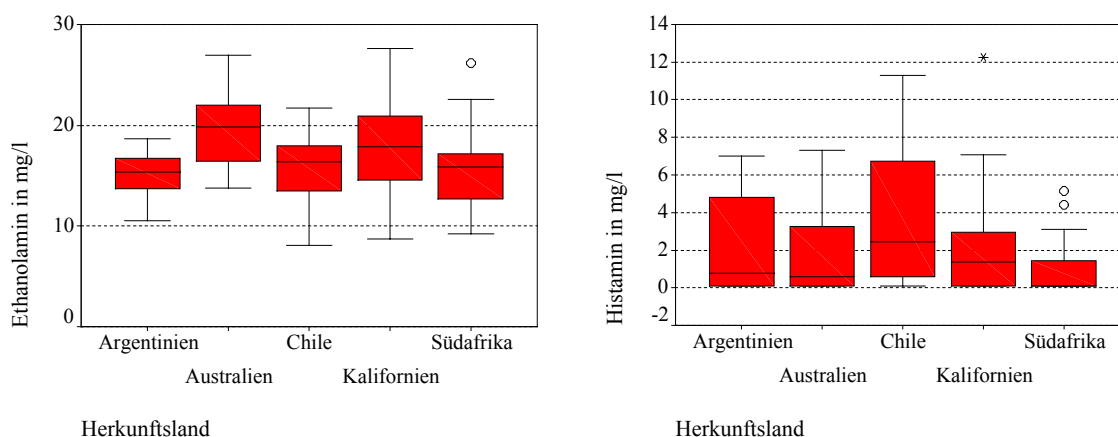 Ethanolamin in mg/l
30
20
10
0
Argentinien
Chile
Südafrika
Australien
Kalifornien
Herkunftsland
Histamin in mg/l
14
12
10
8
6
4
2
0
-2
Argentinien
Chile
Südafrika
Australien
Kalifornien
Herkunftsland